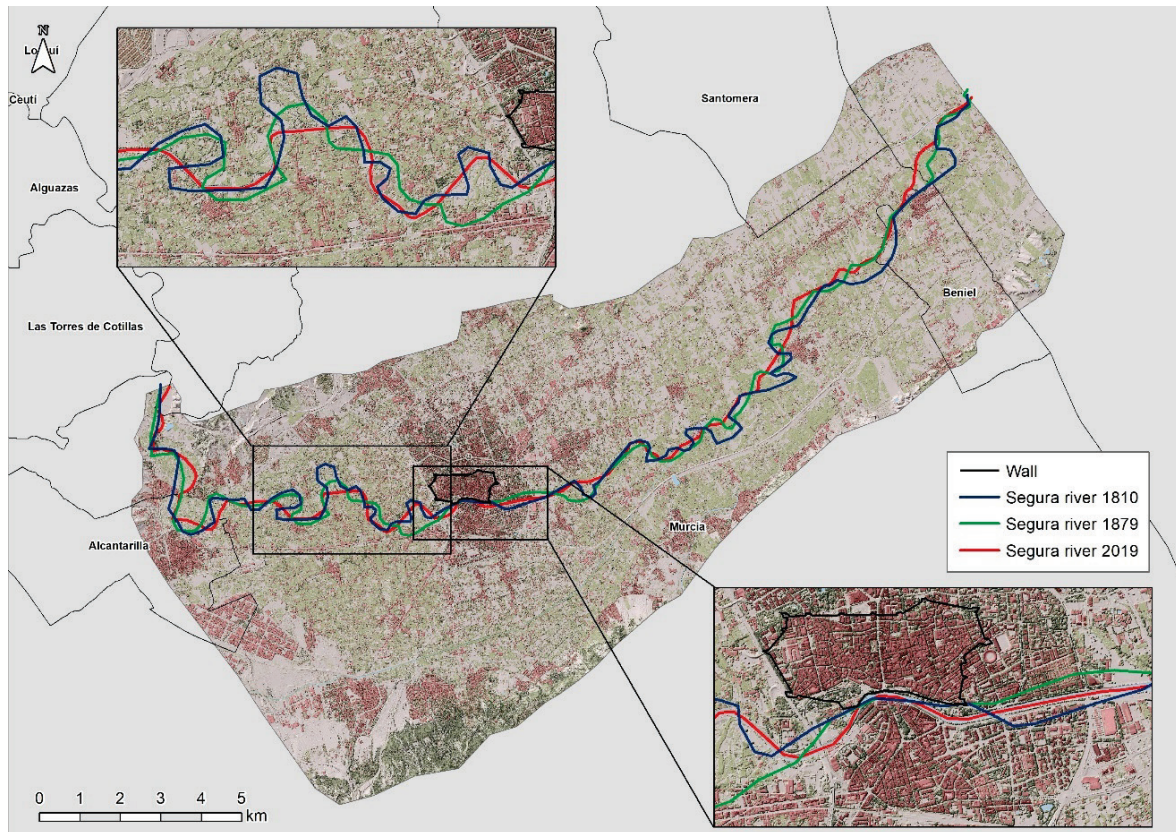 N
Ceutí
Santomera
Alguazas
Las Torres de Cotillas
Beniel
Murcia
Alcantarilla
Wall
Segura river 1810
Segura river 1879
Segura river 2019
0 1 2 3 4 5
km